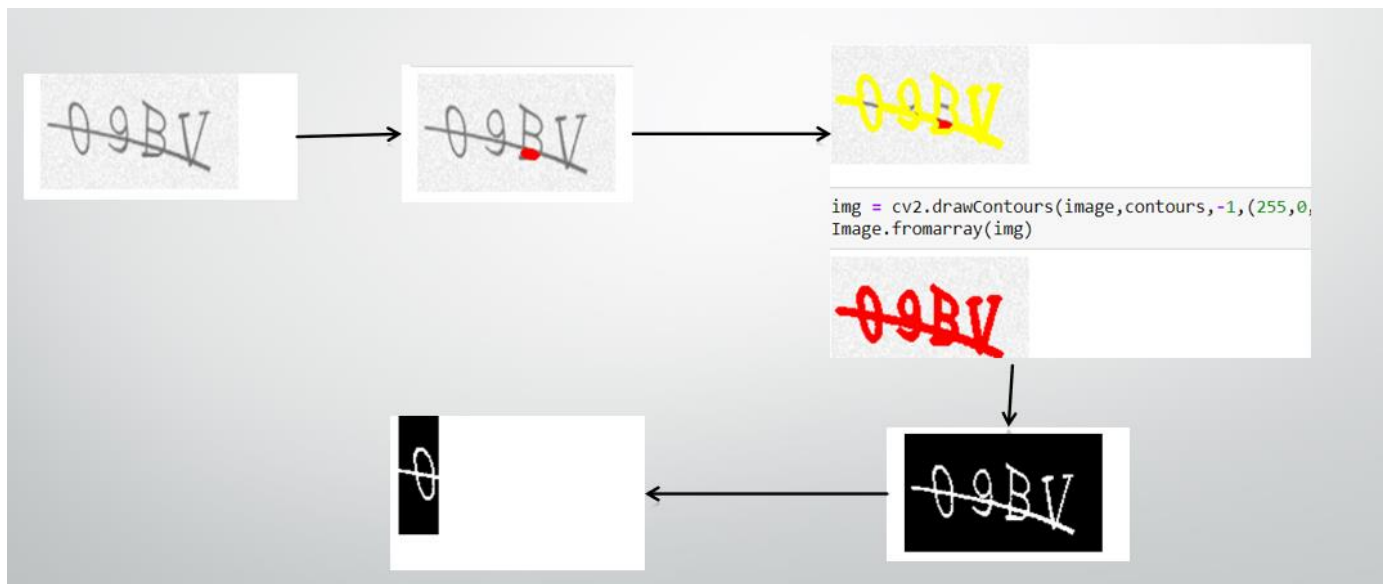 09BV
09BV
09BV
img = cv2.drawContours(image,contours,-1,(255,0,
Image.fromarray(img)
09BV
0
09BV